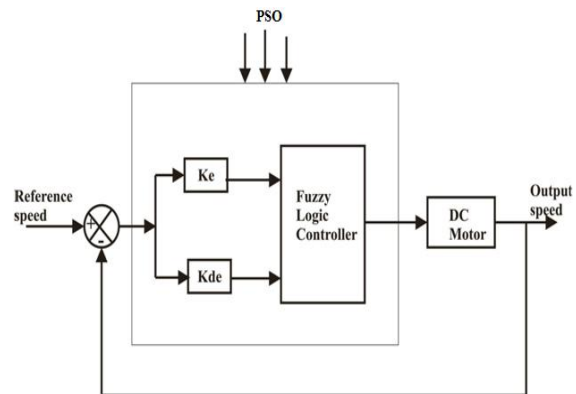 PSO
Reference
speed
+
-
Ke
Kde
Fuzzy
Logic
Controller
DC
Motor
Output
speed